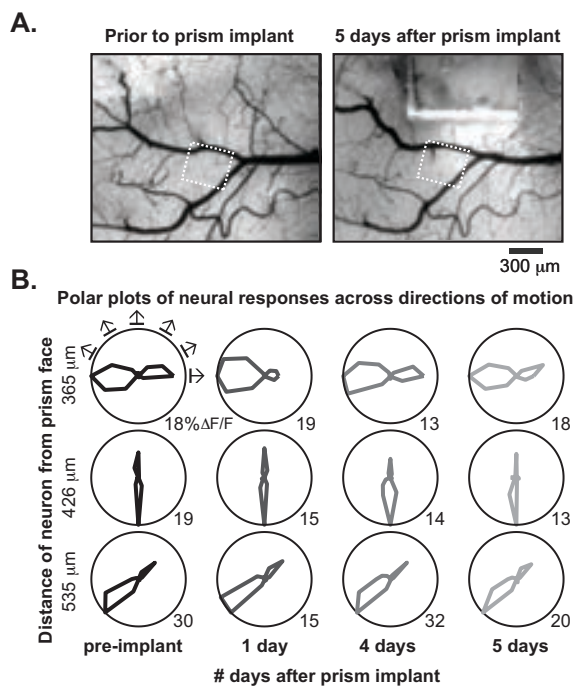 A.
Prior to prism implant
5 days after prism implant
300 μm
B.
Polar plots of neural responses across directions of motion
Distance of neuron from prism face
365 μm
18% ΔF/F
19
13
18
426 μm
19
15
14
13
535 μm
30
15
32
20
pre-implant
1 day
4 days
5 days
# days after prism implant